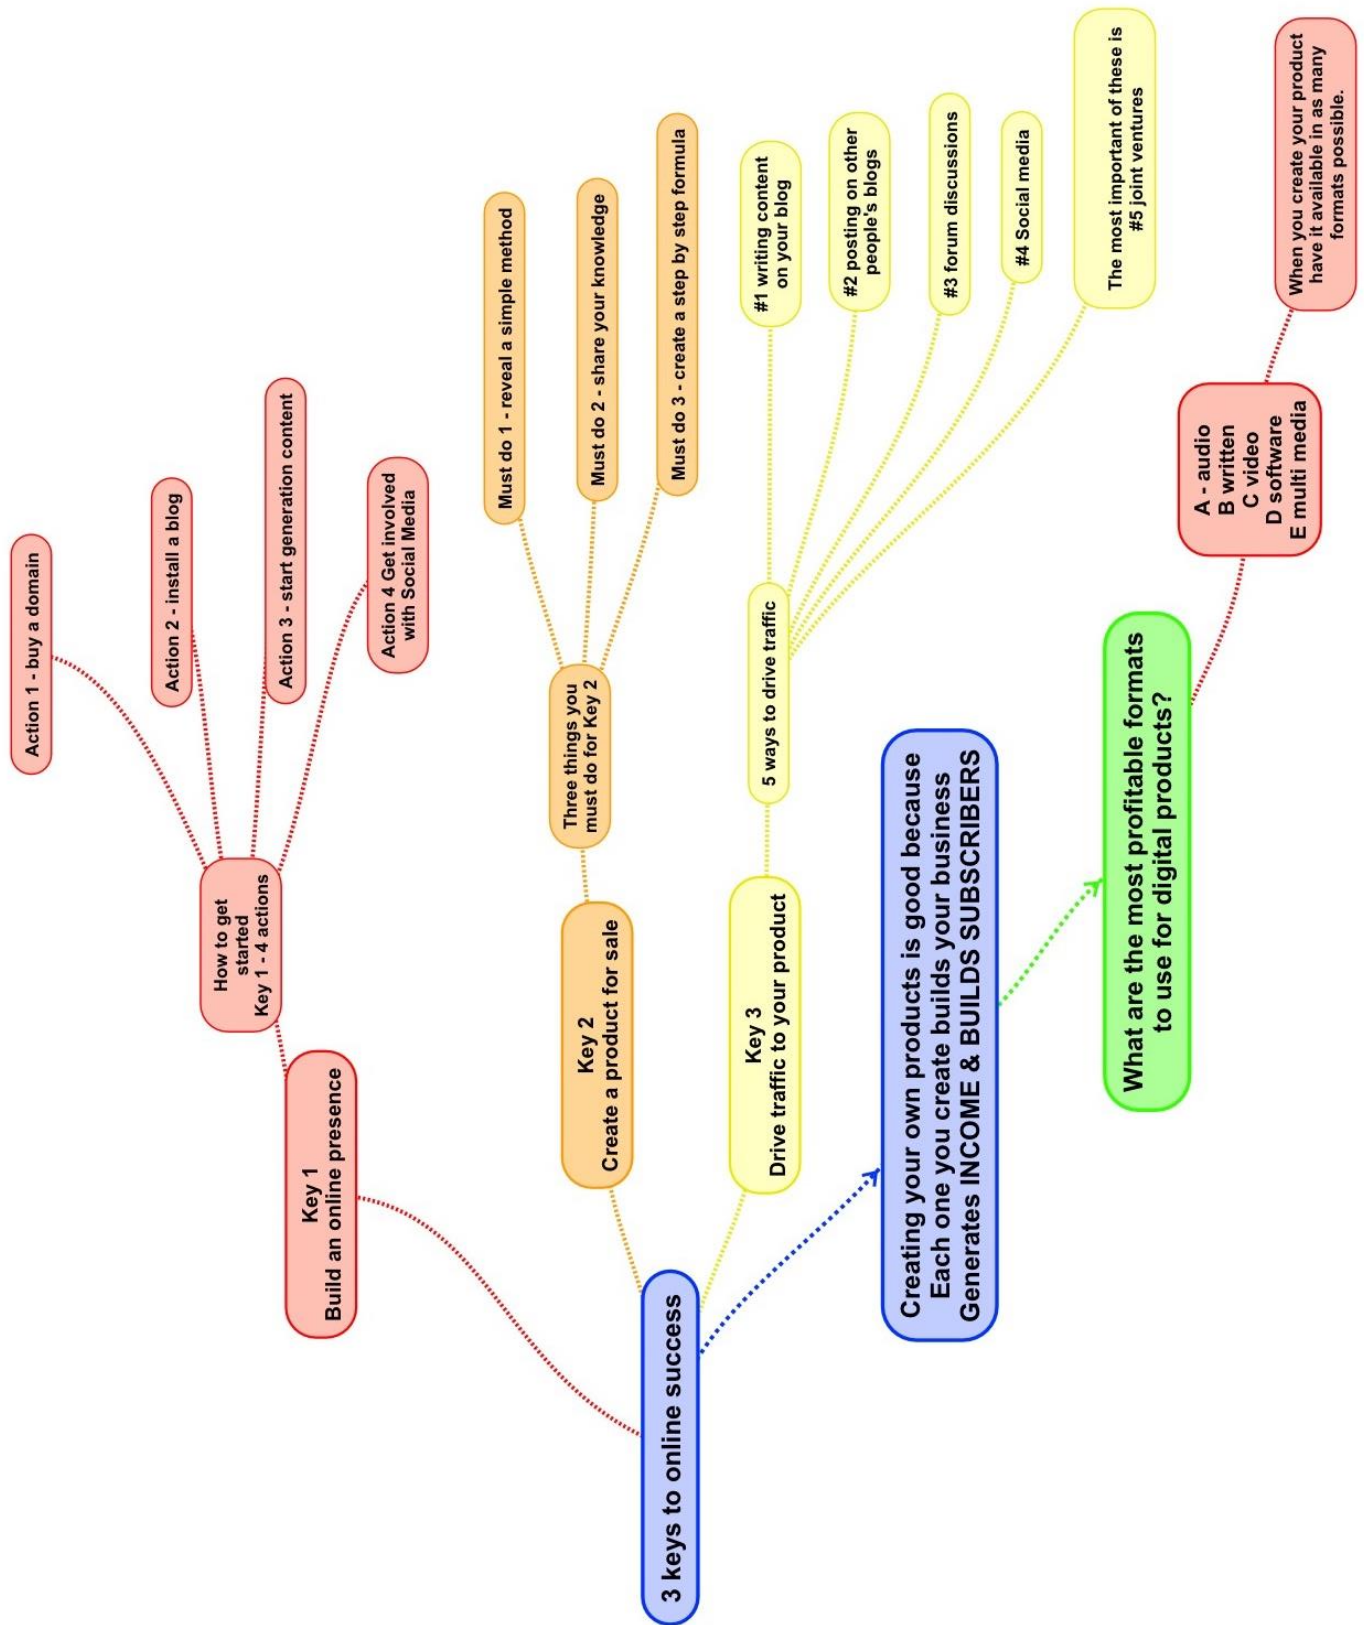 3 keys to online success
Key 1
Build an online presence
How to get
started
Key 1 - 4 actions
Action 1 - buy a domain
Action 2 - install a blog
Action 3 - start generation content
Action 4 Get involved
with Social Media
Key 2
Create a product for sale
Three things you
must do for Key 2
Must do 1 - reveal a simple method
Must do 2 - share your knowledge
Must do 3 - create a step by step formula
Key 3
Drive traffic to your product
5 ways to drive traffic
#1 writing content
on your blog
#2 posting on other
people's blogs
#3 forum discussions
#4 Social media
The most important of these is
#5 joint ventures
Creating your own products is good because
Each one you create builds your business
Generates INCOME & BUILDS SUBSCRIBERS
What are the most profitable formats
to use for digital products?
A - audio
B written
C video
D software
E multi media
When you create your product
have it available in as many
formats possible.